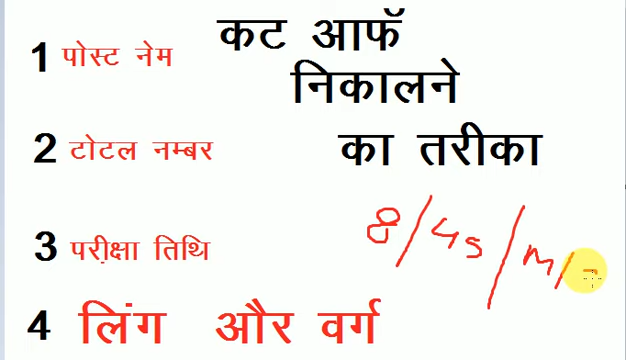 कट आफॅ
निकालने
का तरीका
1 पोस्ट नेम
2 टोटल नम्बर
3 परीक्षा तिथि
8/45/m/
4 लिंग और वर्ग